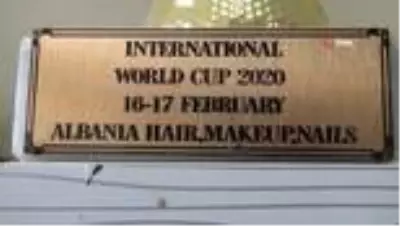 INTERNATIONAL
WORLD CUP 2020
16-17 FEBRUARY
ALBANIA HAIR,MAKEUP,NAILS